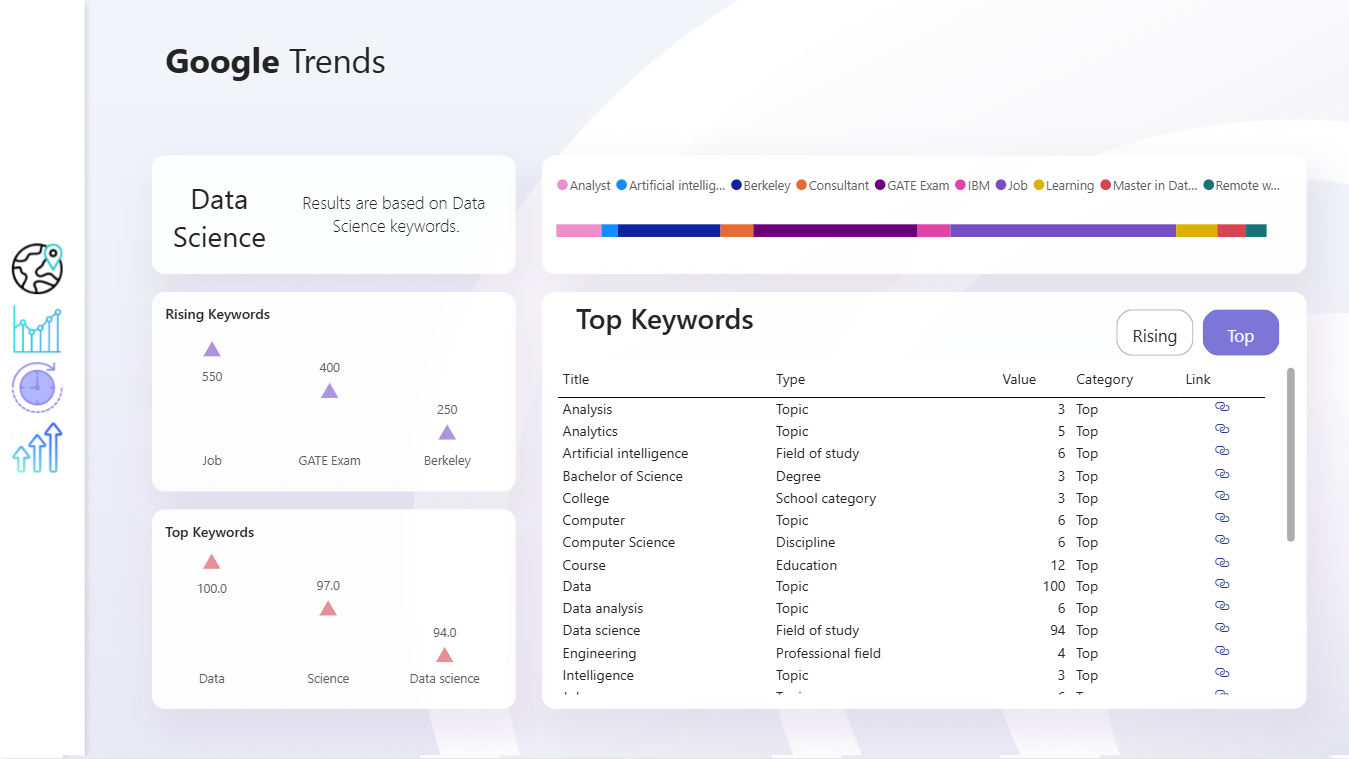 Google Trends
Data
Science
Results are based on Data
Science keywords.
Analyst Artificial intellig... Berkeley Consultant GATE Exam IBM Job Learning Master in Dat... Remote w...
Rising Keywords
550
400
250
Job GATE Exam Berkeley
Top Keywords
100.0
97.0
94.0
Data Science Data science
Top Keywords
Rising Top
Title Type Value Category Link
Analysis Topic 3 Top
Analytics Topic 5 Top
Artificial intelligence Field of study 6 Top
Bachelor of Science Degree 3 Top
College School category 3 Top
Computer Topic 6 Top
Computer Science Discipline 6 Top
Course Education 12 Top
Data Topic 100 Top
Data analysis Topic 6 Top
Data science Field of study 94 Top
Engineering Professional field 4 Top
Intelligence Topic 3 Top